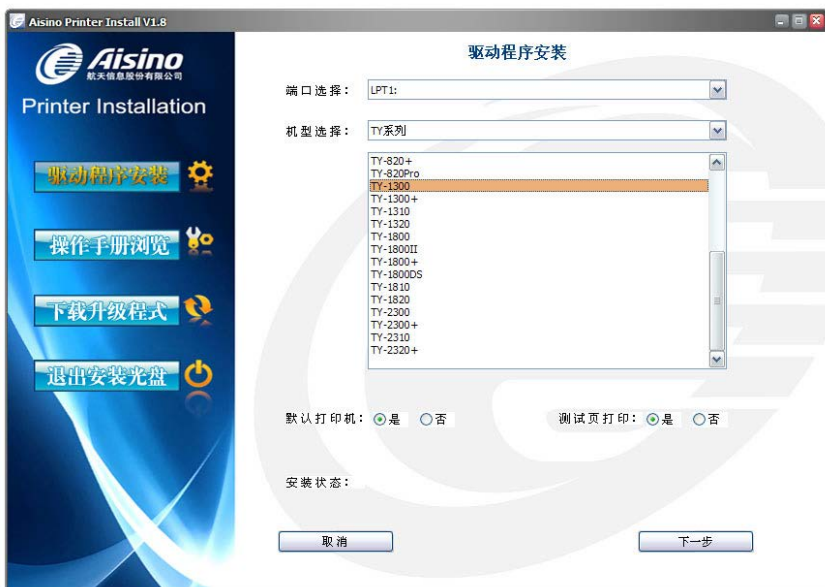 Aisino Printer Install V1.8
Aisino
航天信息股份有限公司
Printer Installation
驱动程序安装
操作手册浏览
下载升级程式
退出安装光盘
驱动程序安装
端口选择： LPT1:
机型选择： TY系列
TY-820+
TY-820Pro
TY-1300
TY-1300+
TY-1310
TY-1320
TY-1800
TY-1800II
TY-1800+
TY-1800DS
TY-1810
TY-1820
TY-2300
TY-2300+
TY-2310
TY-2320+
默认打印机： 是 否 测试页打印： 是 否
安装状态：
取消 下一步